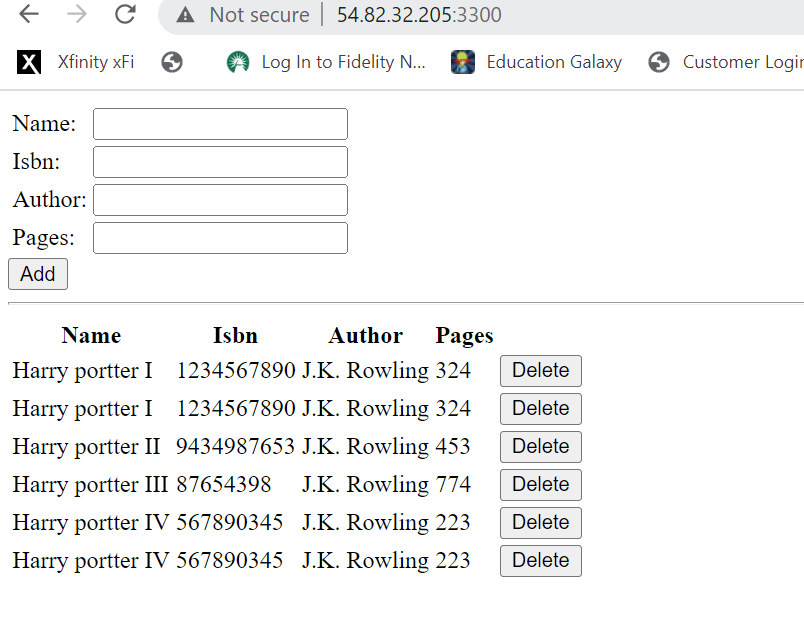 Not secure | 54.82.32.205:3300
X Xfinity xFi Log In to Fidelity N... Education Galaxy Customer Login
Name:
Isbn:
Author:
Pages:
Add
Name Isbn Author Pages
Harry portter I 1234567890 J.K. Rowling 324 Delete
Harry portter I 1234567890 J.K. Rowling 324 Delete
Harry portter II 9434987653 J.K. Rowling 453 Delete
Harry portter III 87654398 J.K. Rowling 774 Delete
Harry portter IV 567890345 J.K. Rowling 223 Delete
Harry portter IV 567890345 J.K. Rowling 223 Delete